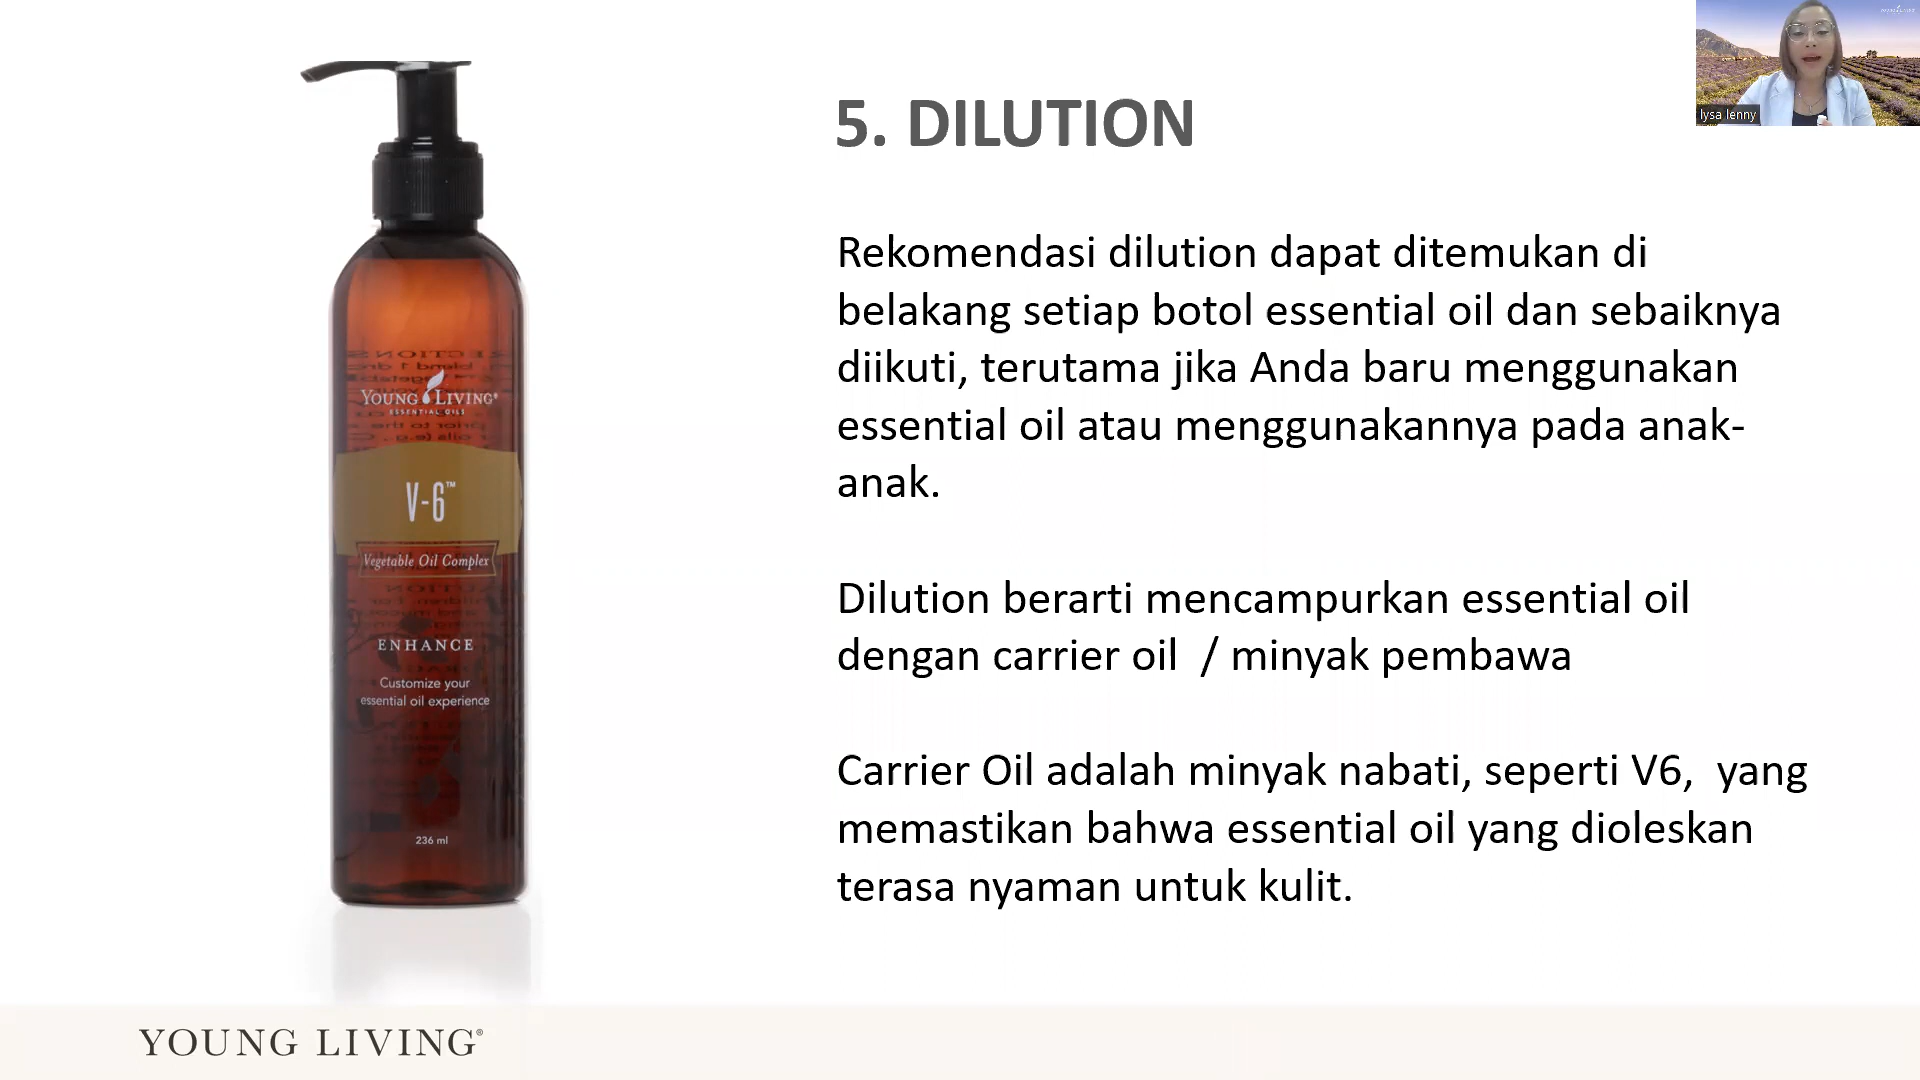 5. DILUTION
Rekomendasi dilution dapat ditemukan di
belakang setiap botol essential oil dan sebaiknya
diikuti, terutama jika Anda baru menggunakan
essential oil atau menggunakannya pada anak-
anak.
Dilution berarti mencampurkan essential oil
dengan carrier oil / minyak pembawa
Carrier Oil adalah minyak nabati, seperti V6, yang
memastikan bahwa essential oil yang dioleskan
terasa nyaman untuk kulit.
YOUNG LIVING®
ESSENTIAL OILS
V-6™
Vegetable Oil Complex
ENHANCE
Customize your
essential oil experience
236 ml
lysa lenny
YOUNG LIVING®